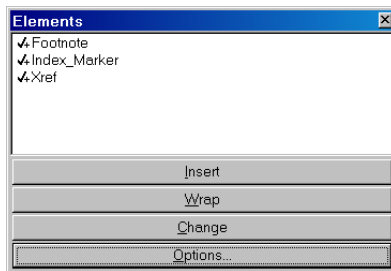 Elements
Footnote
Index_Marker
Xref
Insert
Wrap
Change
Options...